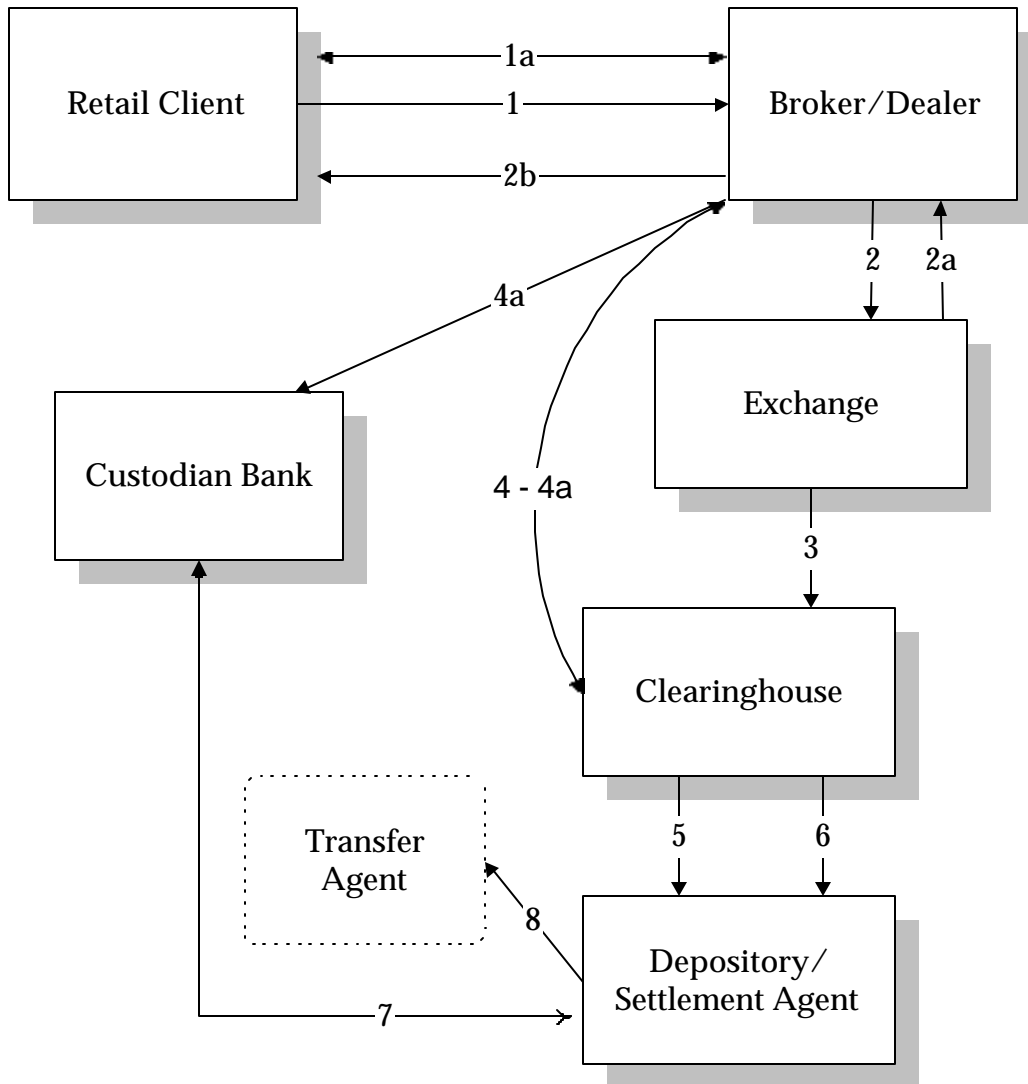 Retail Client
1a
1
2b
Broker/Dealer
2
2a
4a
Exchange
Custodian Bank
4 - 4a
3
Clearinghouse
5
6
Transfer
Agent
8
Depository/
Settlement Agent
7